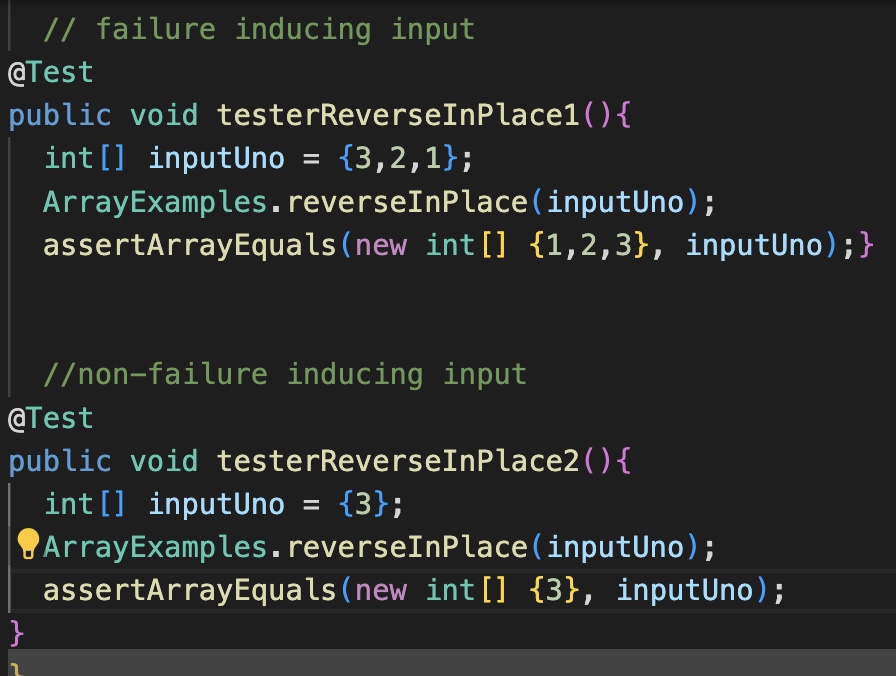 // failure inducing input
@Test
public void testerReverseInPlace1(){
int[] inputUno = {3,2,1};
ArrayExamples.reverseInPlace(inputUno);
assertArrayEquals(new int[] {1,2,3}, inputUno);}
//non-failure inducing input
@Test
public void testerReverseInPlace2(){
int[] inputUno = {3};
ArrayExamples.reverseInPlace(inputUno);
assertArrayEquals(new int[] {3}, inputUno);
}
}